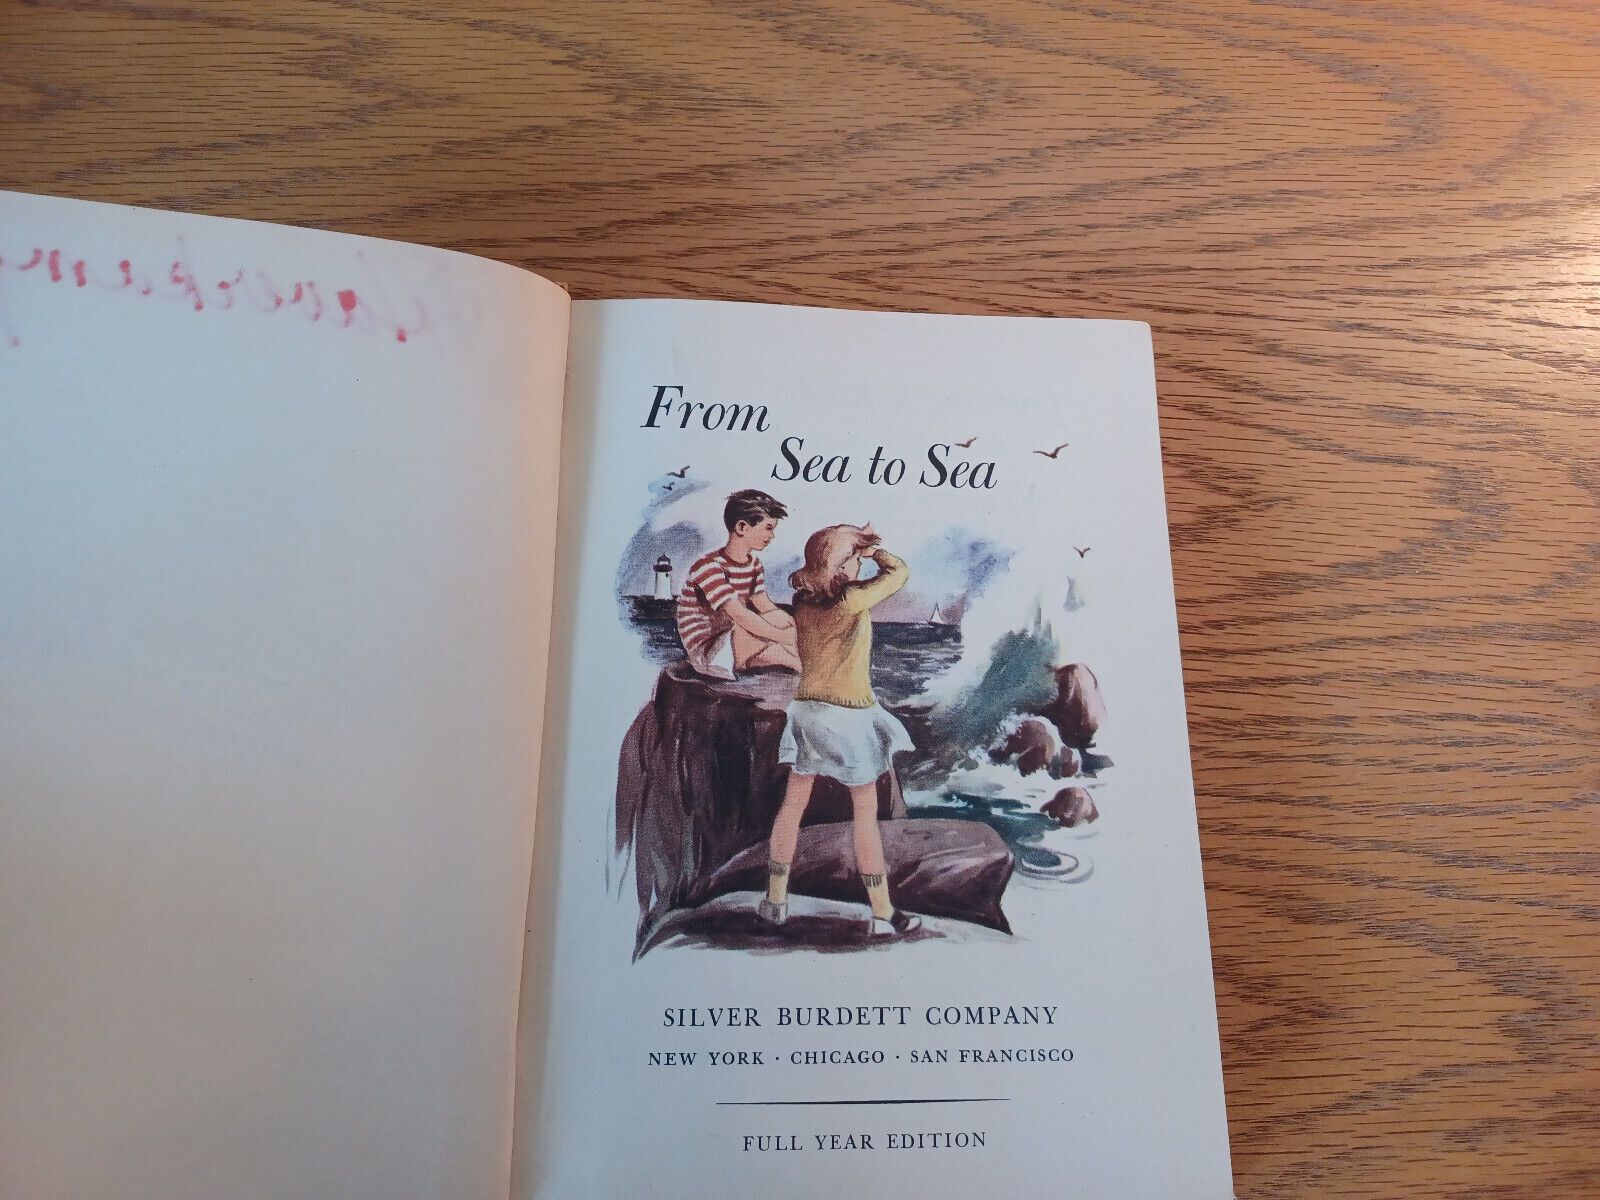 From
Sea to Sea
SILVER BURDETT COMPANY
NEW YORK · CHICAGO · SAN FRANCISCO
FULL YEAR EDITION